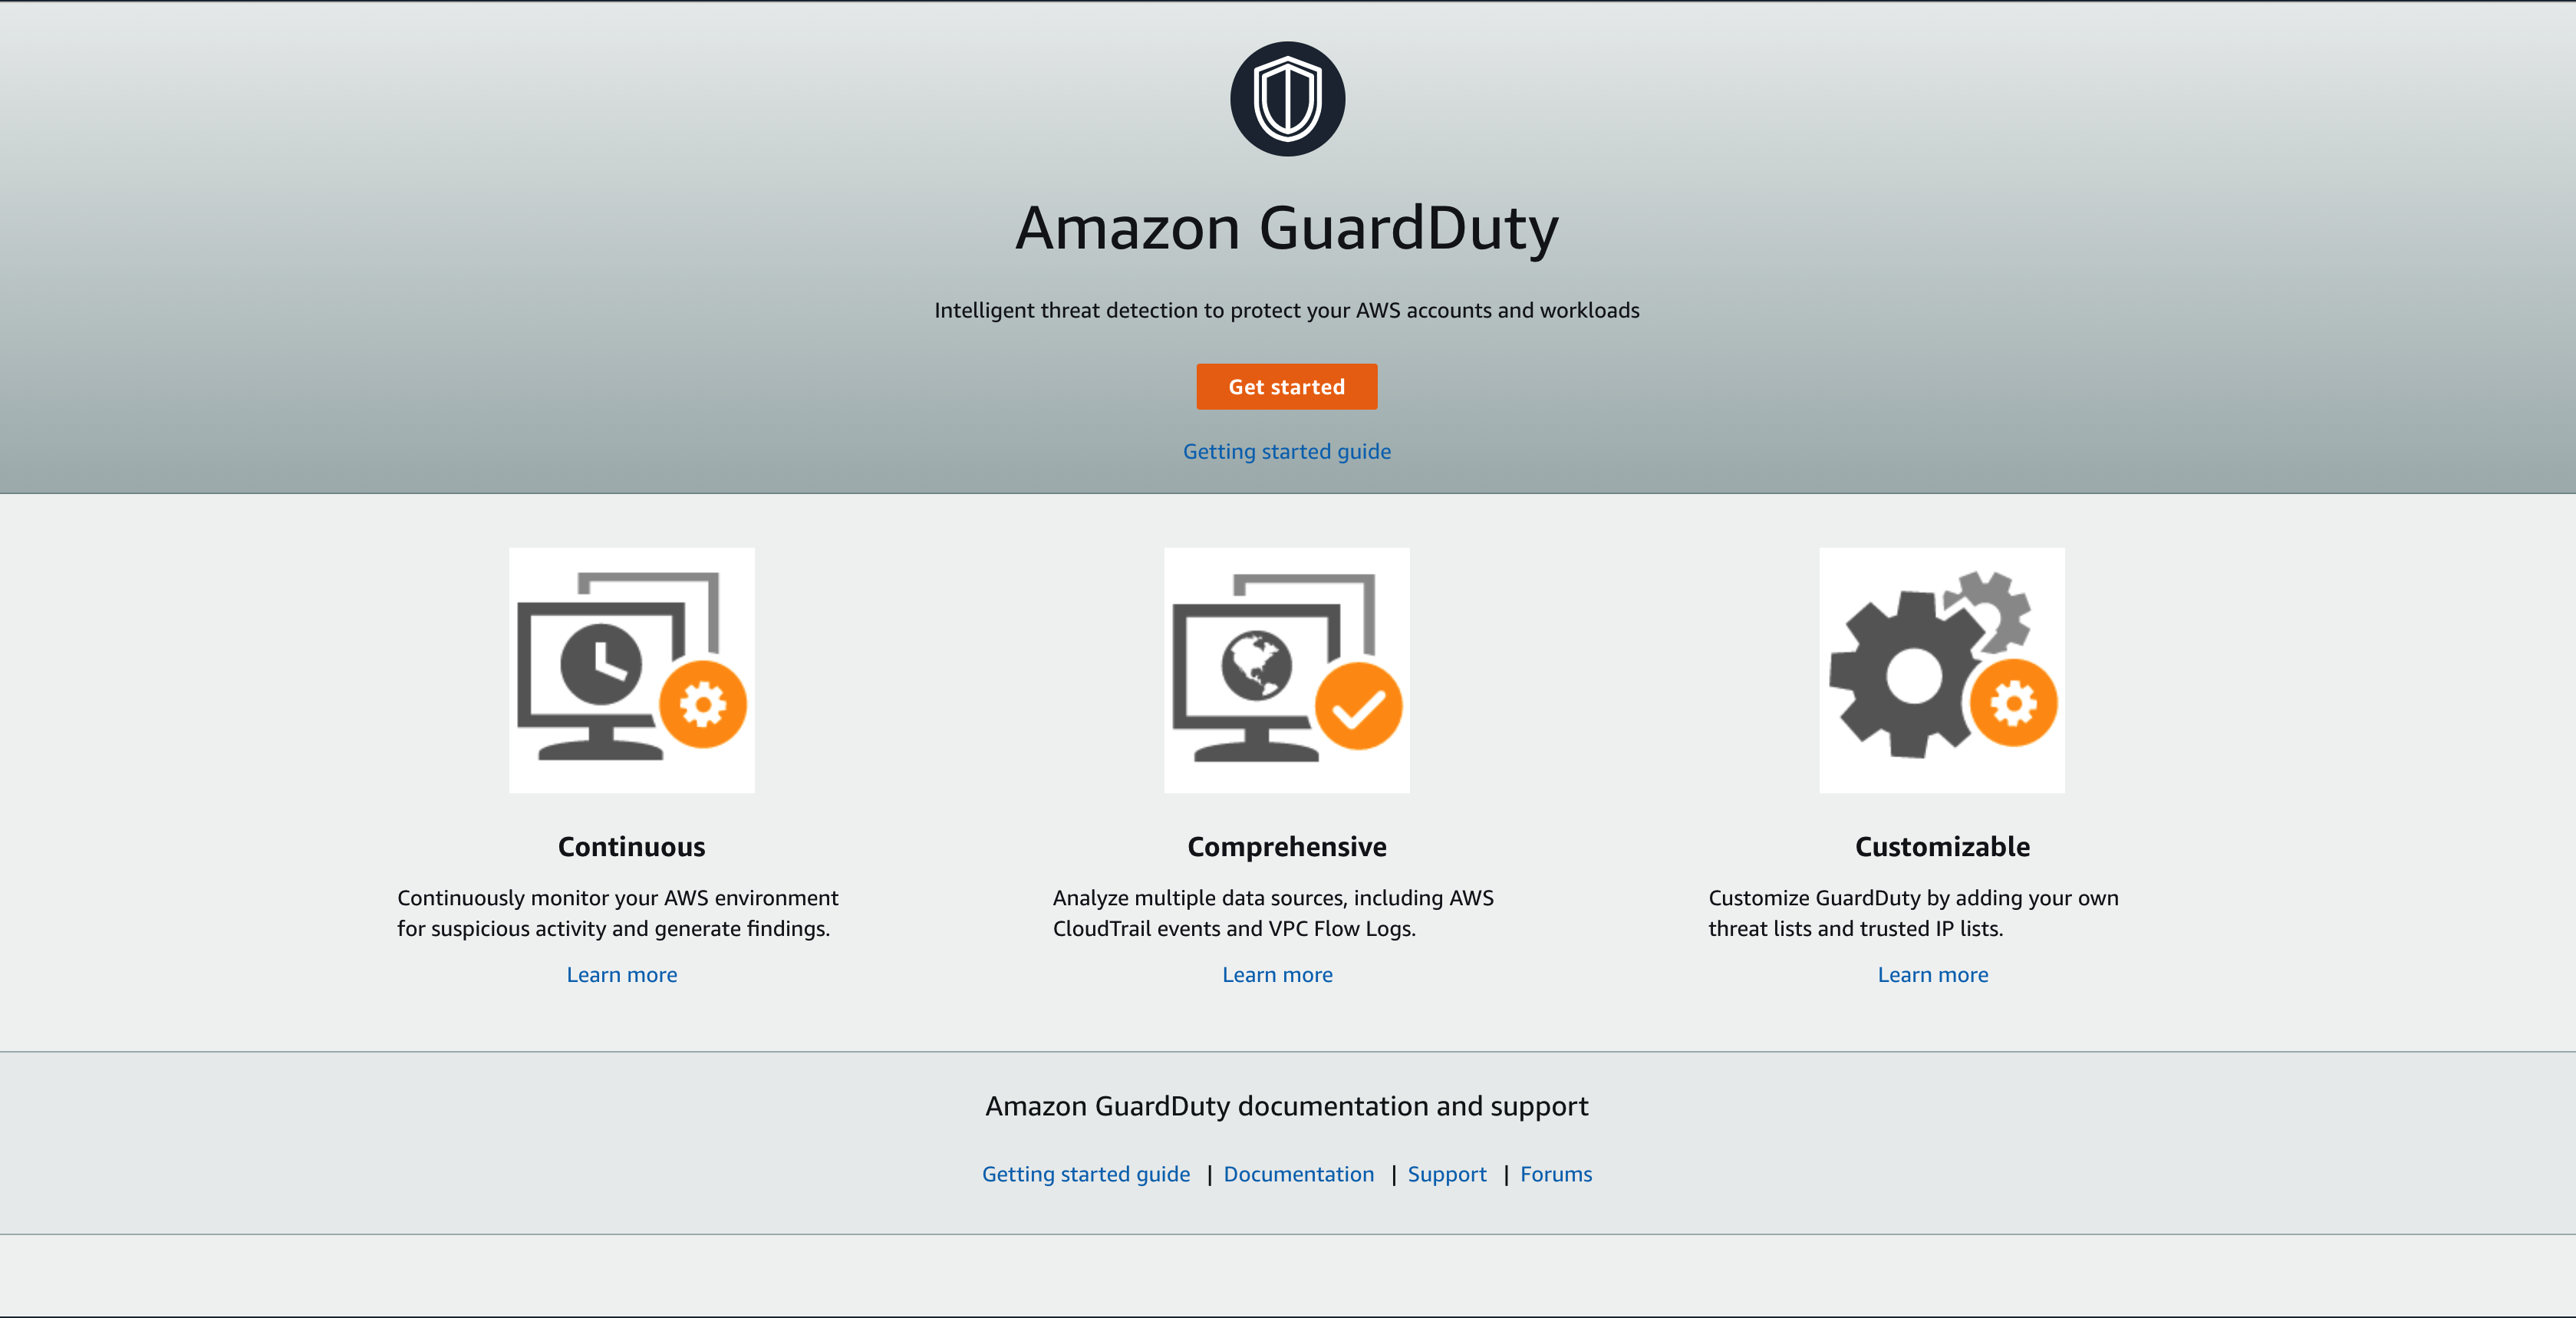 Amazon GuardDuty
Intelligent threat detection to protect your AWS accounts and workloads
Get started
Getting started guide
Continuous
Continuously monitor your AWS environment
for suspicious activity and generate findings.
Learn more
Comprehensive
Analyze multiple data sources, including AWS
CloudTrail events and VPC Flow Logs.
Learn more
Customizable
Customize GuardDuty by adding your own
threat lists and trusted IP lists.
Learn more
Amazon GuardDuty documentation and support
Getting started guide | Documentation | Support | Forums